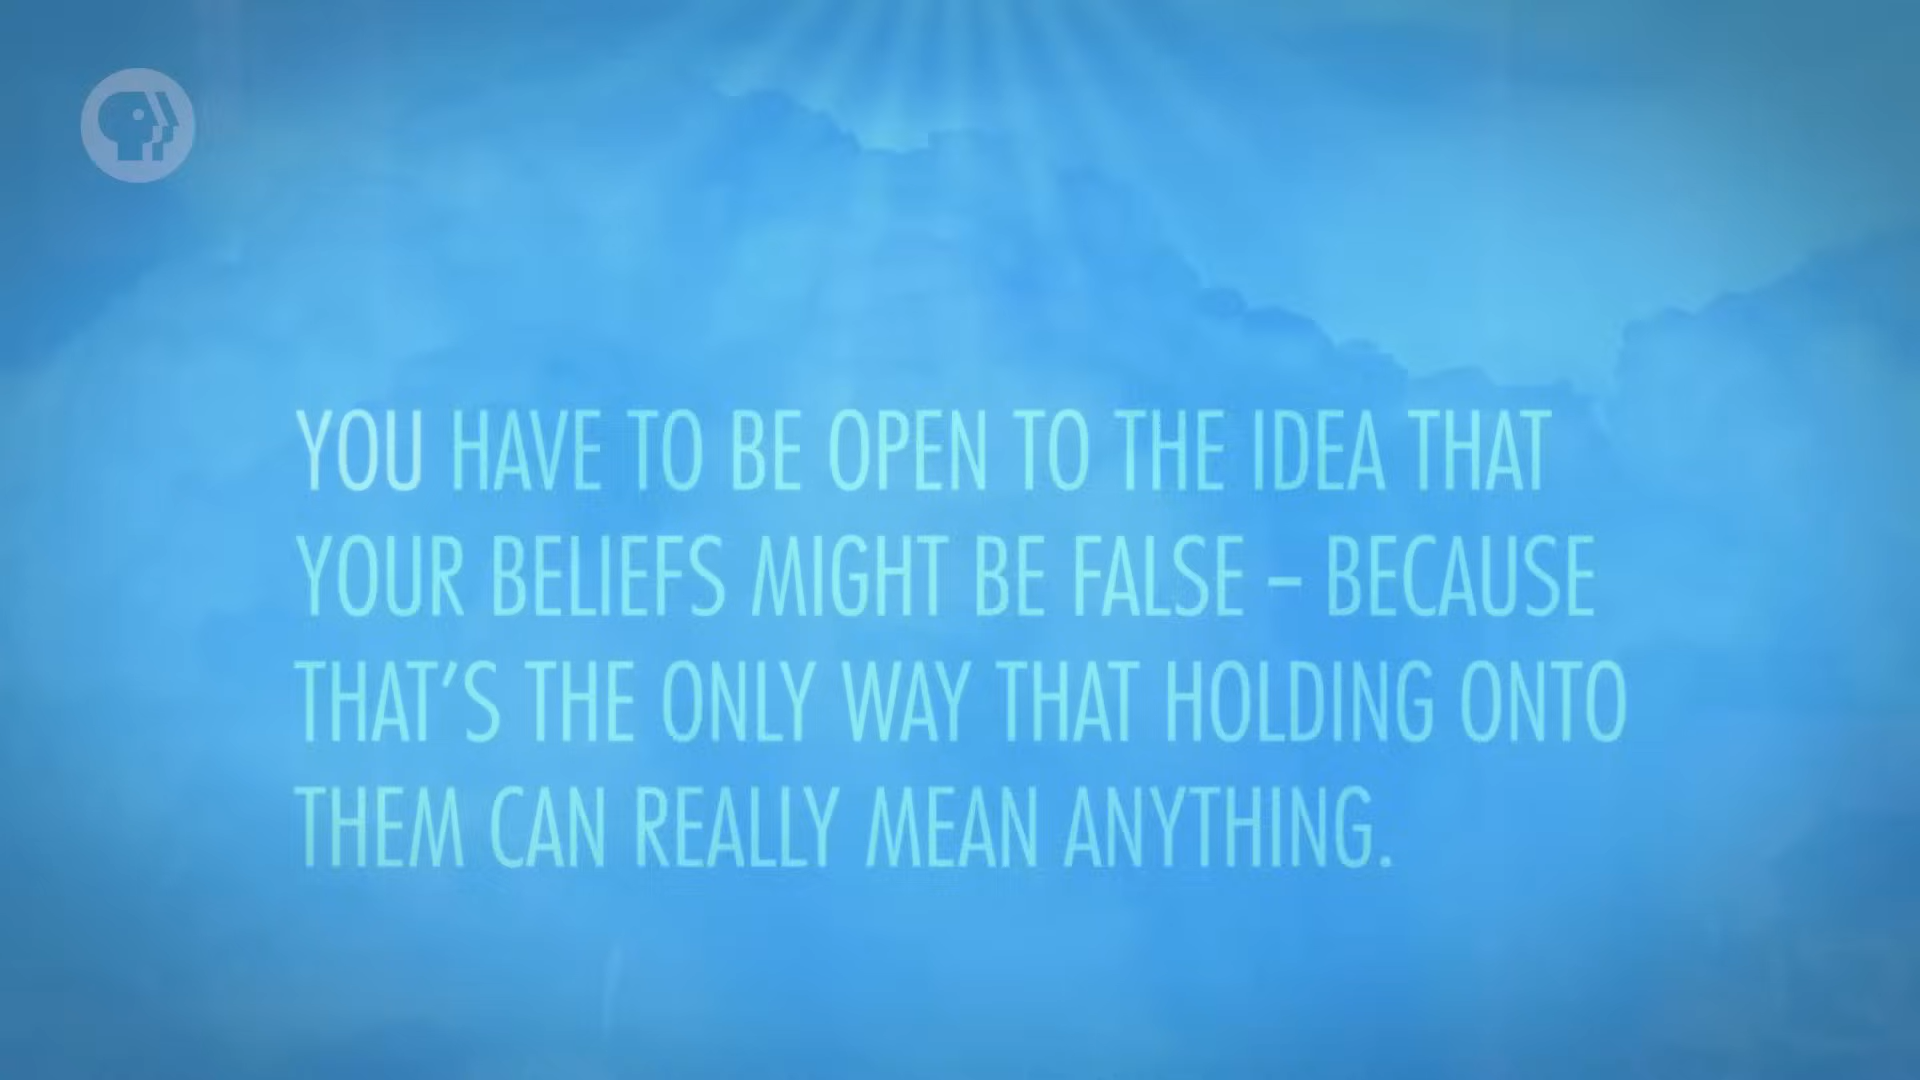 YOU HAVE TO BE OPEN TO THE IDEA THAT
YOUR BELIEFS MIGHT BE FALSE – BECAUSE
THAT'S THE ONLY WAY THAT HOLDING ONTO
THEM CAN REALLY MEAN ANYTHING.